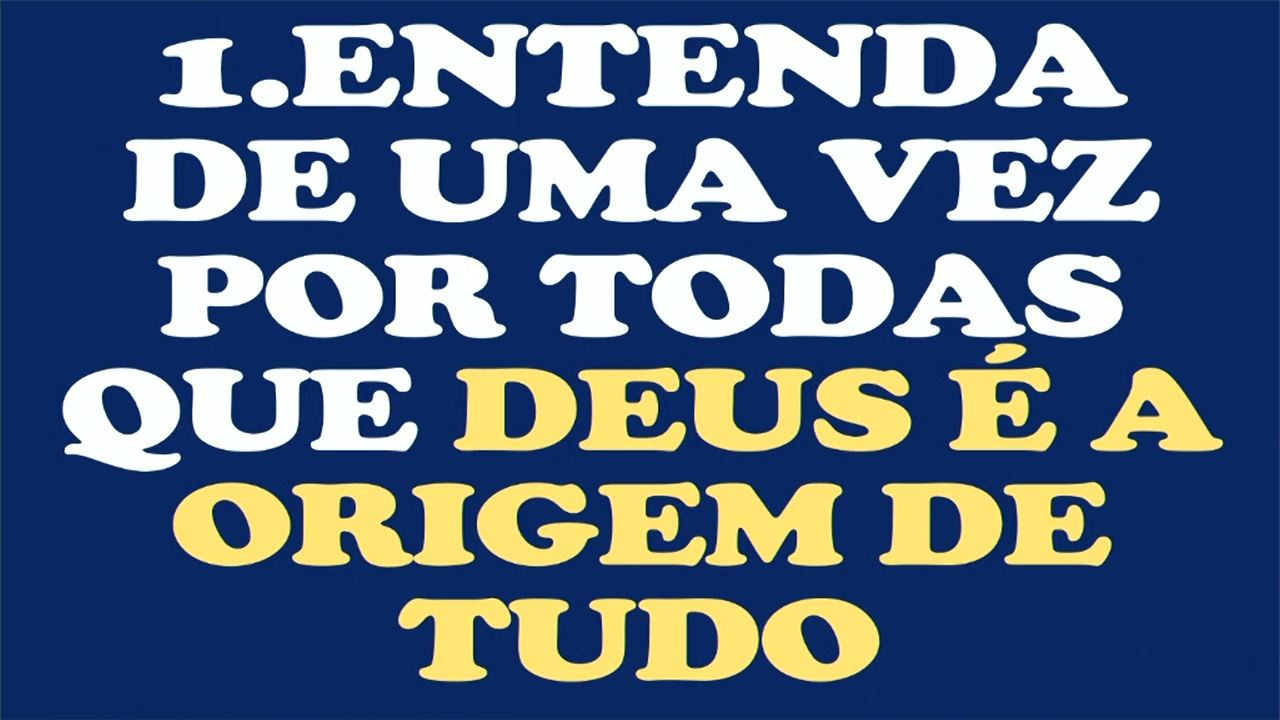 1.ENTENDA
DE UMA VEZ
POR TODAS
QUE DEUS É A
ORIGEM DE
TUDO